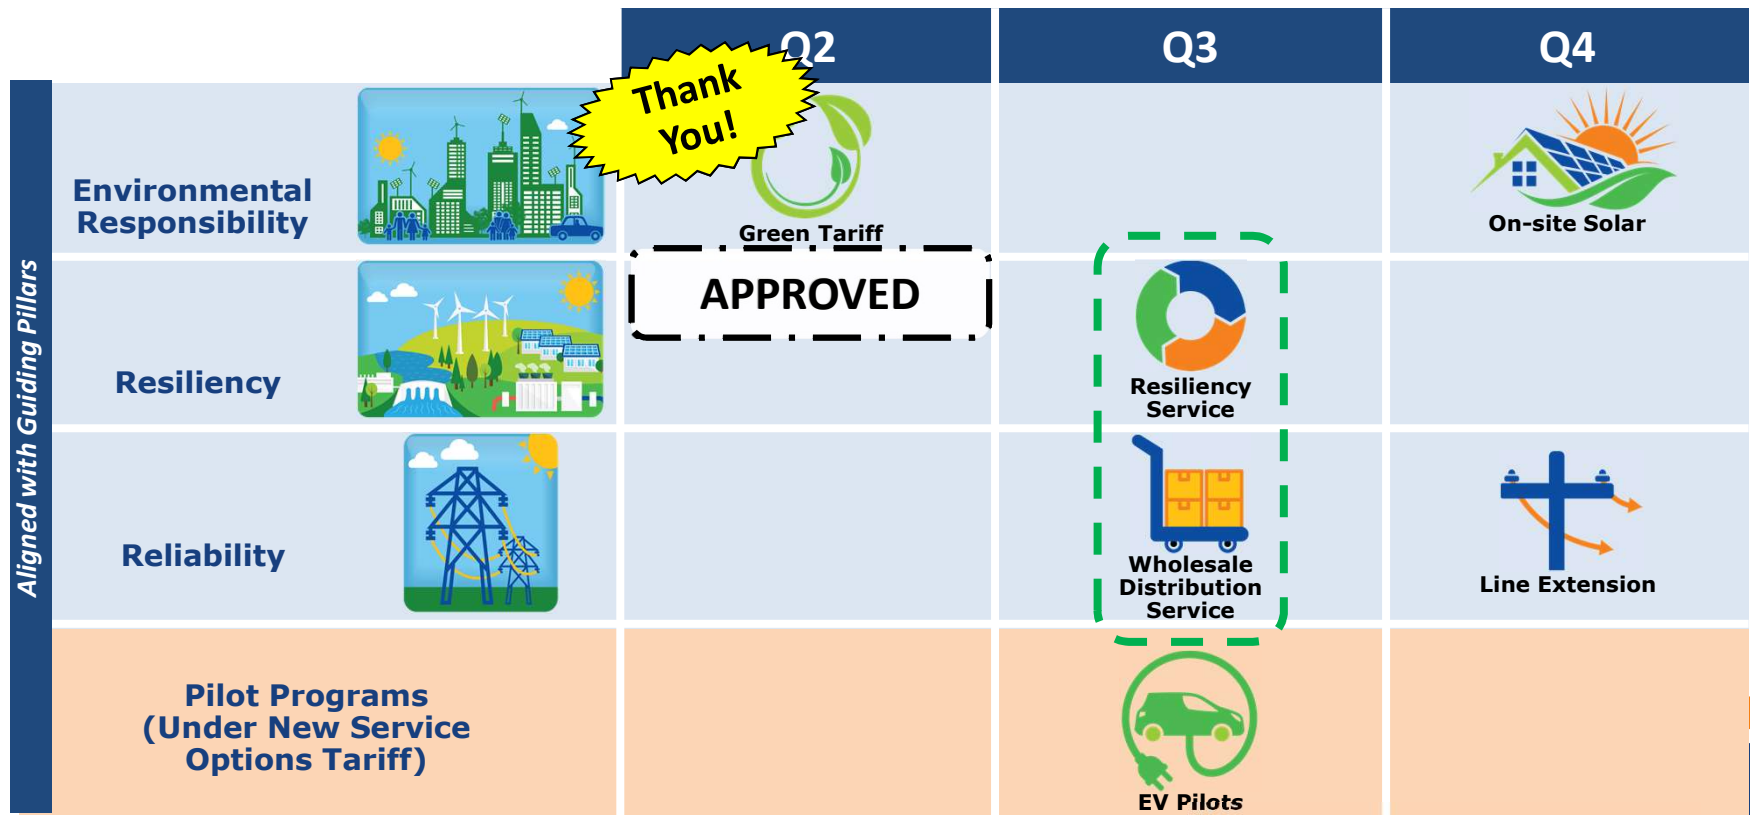 Q2
Q3
Q4
Thank
You!
Aligned with Guiding Pillars
Environmental
Responsibility
Green Tariff
On-site Solar
APPROVED
Resiliency
Resiliency
Service
Reliability
Wholesale
Distribution
Service
Line Extension
Pilot Programs
(Under New Service
Options Tariff)
EV Pilots